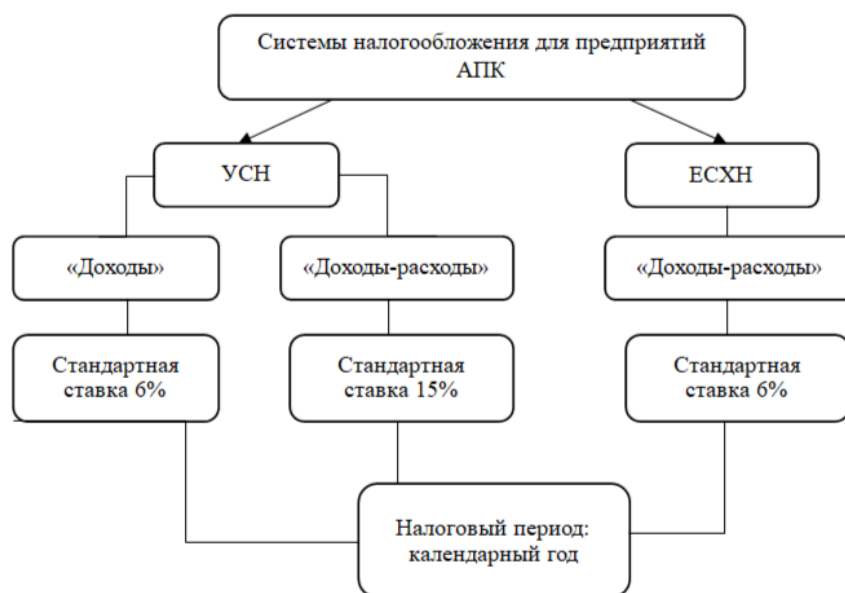 Системы налогообложения для предприятий
АПК
УСН
ЕСХН
«Доходы»
«Доходы-расходы»
«Доходы-расходы»
Стандартная
ставка 6%
Стандартная
ставка 15%
Стандартная
ставка 6%
Налоговый период:
календарный год